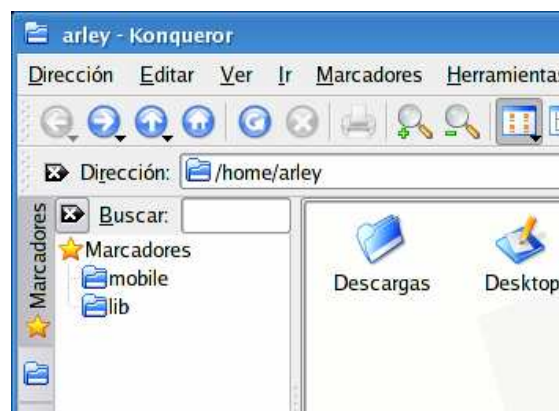 arley - Konqueror
Dirección Editar Ver Ir Marcadores Herramientas
Dirección: /home/arley
Marcadores
Buscar:
Marcadores
mobile
lib
Descargas Desktop